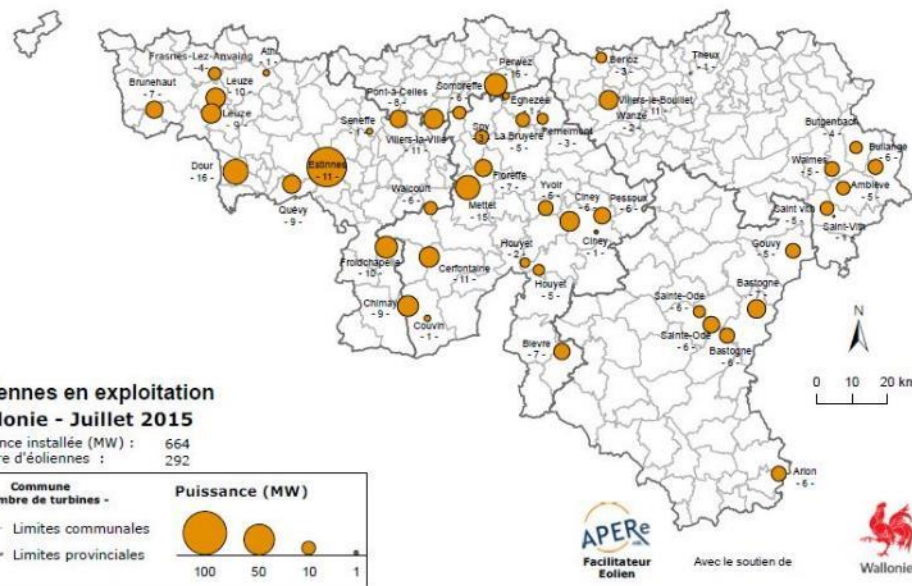 Frasnes-Lez-Anvaing
- 4 -
Ath
- 1 -
Brunehaut
- 7 -
Leuze
- 10 -
Leuze
- 9 -
Dour
- 16 -
Quévy
- 9 -
Estinnes
- 11 -
Seneffe
- 1 -
Pont-à-Celles
Villers-la-Ville
- 11 -
Sombreffe
- 6 -
Perwez
Eghezée
Spy
- 3 -
La Bruyère
- 5 -
Fernelmont
- 3 -
Floreffe
- 7 -
Mettet
- 15 -
Walcourt
- 6 -
Froidchapelle
- 10 -
Cerfontaine
- 11 -
Chimay
- 9 -
Couvin
- 1 -
Yvoir
- 6 -
Ciney
- 6 -
Pessoux
- 6 -
Ciney
- 1 -
Houyet
- 2 -
Houyet
- 5 -
Bièvre
- 7 -
Berloz
- 3 -
Theux
- 1 -
Villers-le-Bouillet
- 11 -
Wanze
- 2 -
Butgenbach
- 4 -
Bullange
- 6 -
Waimes
- 5 -
Amblève
- 5 -
Saint vith
- 5 -
Saint-Vith
Gouvy
- 5 -
Bastogne
- 7 -
Sainte-Ode
- 6 -
Sainte-Ode
- 6 -
Bastogne
- 6 -
Arlon
- 6 -
N
0 10 20 km
ennes en exploitation
lonie - Juillet 2015
nce installée (MW) : 664
re d'éoliennes : 292
Commune
mbre de turbines -
Limites communales
Limites provinciales
Puissance (MW)
100 50 10 1
APERe
Facilitateur
Eolien
Avec le soutien de
Wallonie